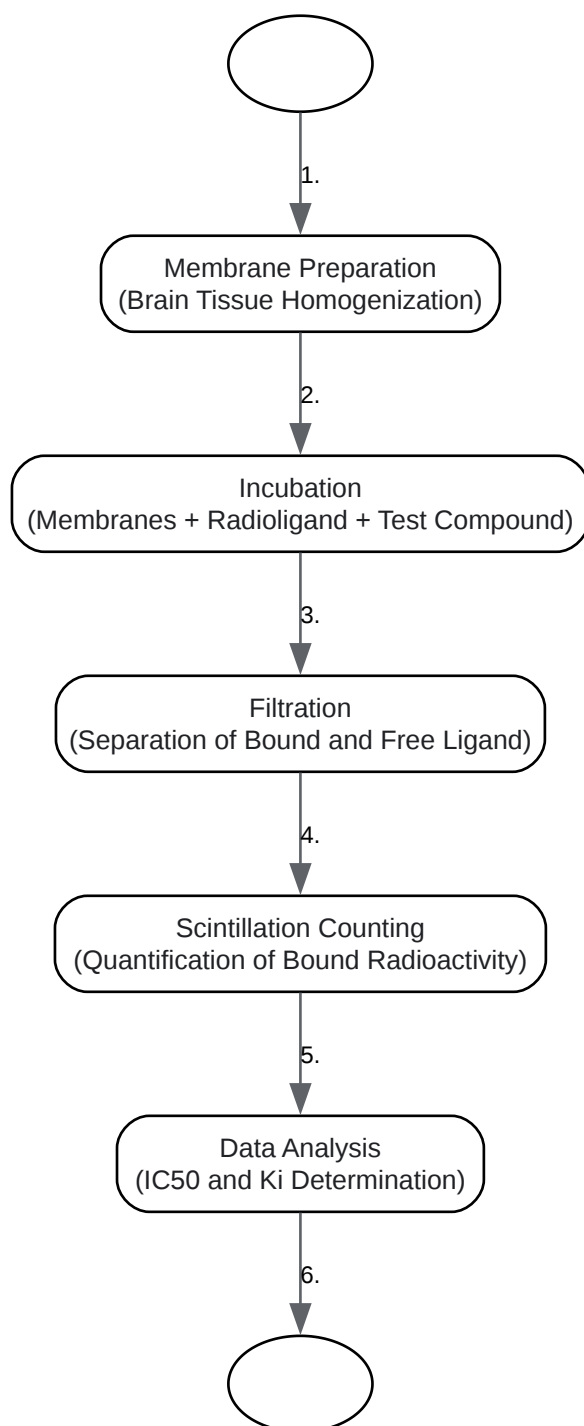 1.
Membrane Preparation
(Brain Tissue Homogenization)
2.
Incubation
(Membranes + Radioligand + Test Compound)
3.
Filtration
(Separation of Bound and Free Ligand)
4.
Scintillation Counting
(Quantification of Bound Radioactivity)
5.
Data Analysis
(IC50 and Ki Determination)
6.